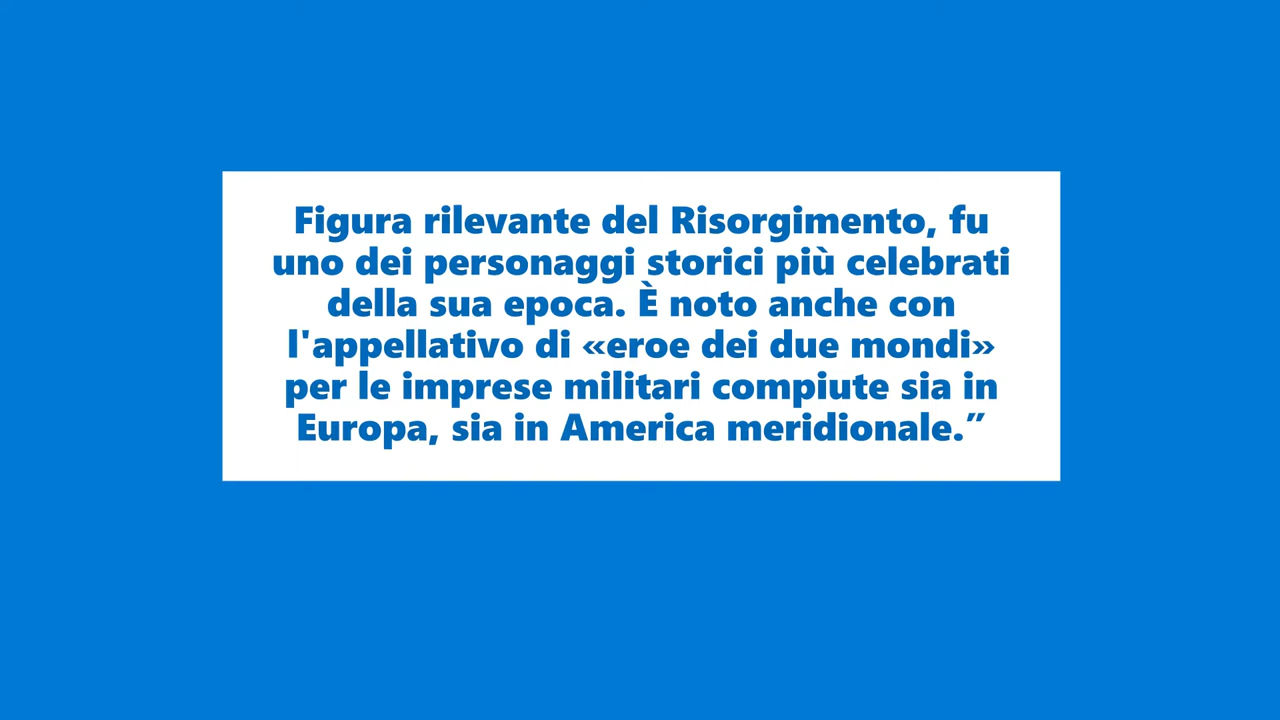 Figura rilevante del Risorgimento, fu
uno dei personaggi storici più celebrati
della sua epoca. È noto anche con
l'appellativo di «eroe dei due mondi»
per le imprese militari compiute sia in
Europa, sia in America meridionale.”